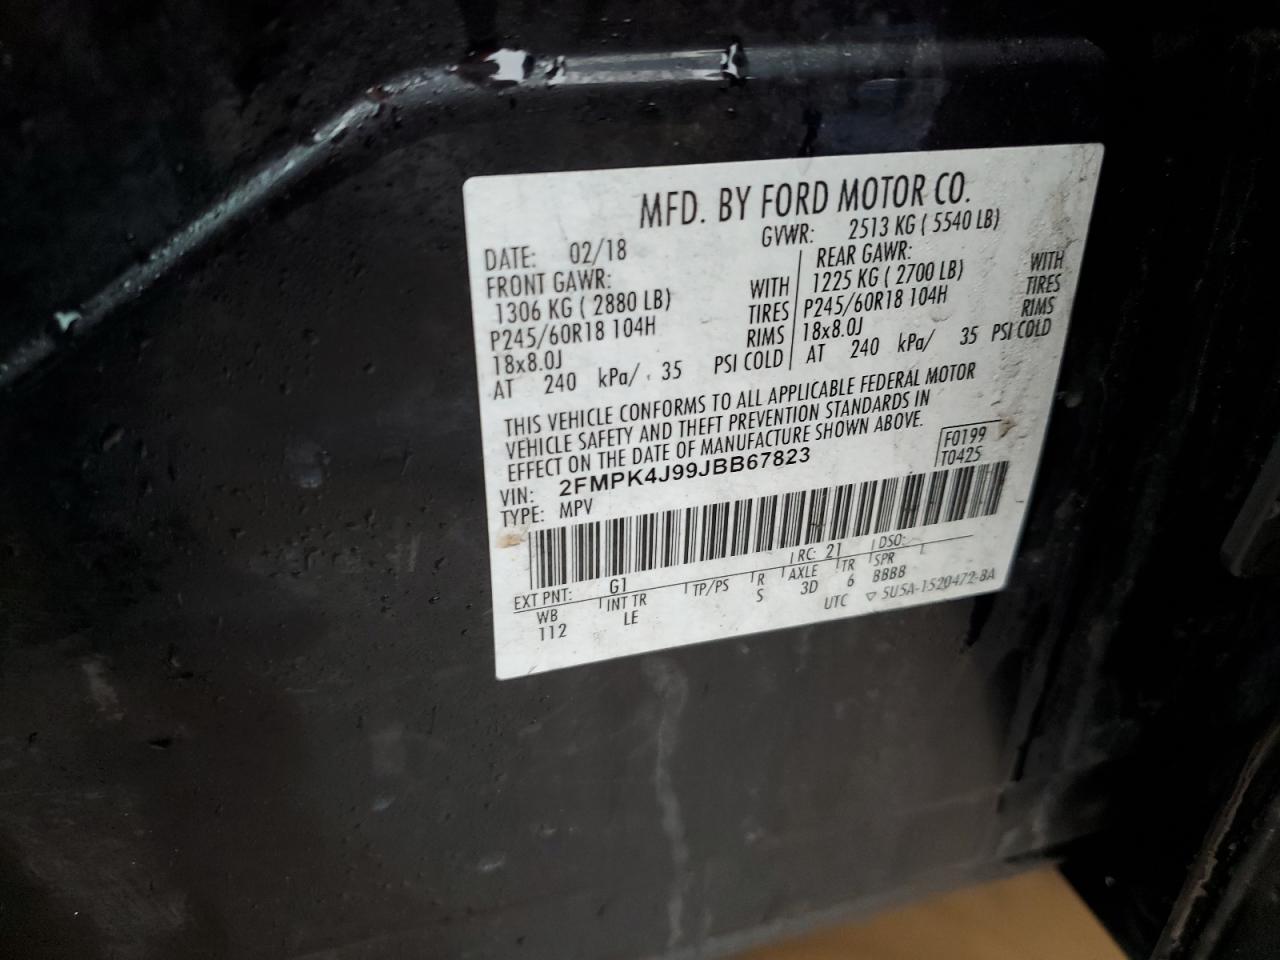 MFD. BY FORD MOTOR CO.
DATE: 02/18 GVWR: 2513 KG ( 5540 LB)
FRONT GAWR: REAR GAWR:
1306 KG ( 2880 LB) WITH 1225 KG ( 2700 LB) WITH
P245/60R18 104H TIRES P245/60R18 104H TIRES
18x8.0J RIMS 18x8.0J RIMS
AT 240 kPa/ 35 PSI COLD AT 240 kPa/ 35 PSI COLD
THIS VEHICLE CONFORMS TO ALL APPLICABLE FEDERAL MOTOR
VEHICLE SAFETY AND THEFT PREVENTION STANDARDS IN
EFFECT ON THE DATE OF MANUFACTURE SHOWN ABOVE.
F0199
T0425
VIN: 2FMPK4J99JBB67823
TYPE: MPV
EXT PNT: G1 RC: 21 DSO:
WB INT TR TP/PS R AXLE TR SPR
112 LE S 3D 6 BBBB
UTC ▽ 5U5A-1520472-BA